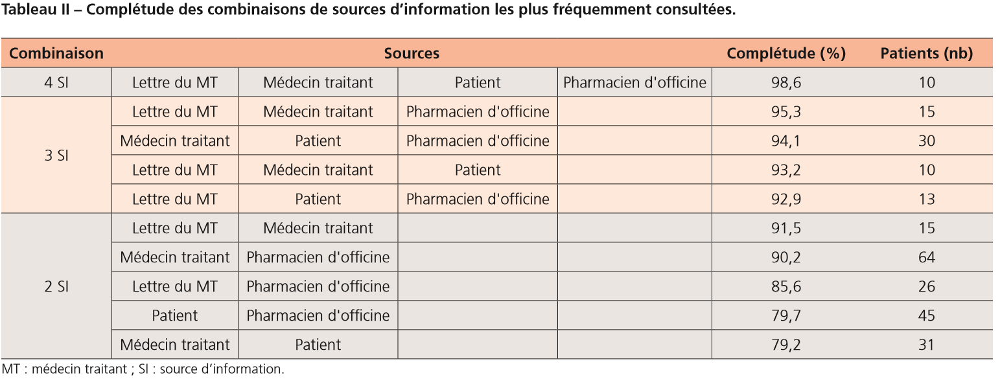 Tableau II – Complétude des combinaisons de sources d’information les plus fréquemment consultées.
Combinaison Sources Complétude (%) Patients (nb)
4 SI Lettre du MT Médecin traitant Patient Pharmacien d'officine 98,6 10
3 SI
Lettre du MT Médecin traitant Pharmacien d'officine 95,3 15
Médecin traitant Patient Pharmacien d'officine 94,1 30
Lettre du MT Médecin traitant Patient 93,2 10
Lettre du MT Patient Pharmacien d'officine 92,9 13
2 SI
Lettre du MT Médecin traitant 91,5 15
Médecin traitant Pharmacien d'officine 90,2 64
Lettre du MT Pharmacien d'officine 85,6 26
Patient Pharmacien d'officine 79,7 45
Médecin traitant Patient 79,2 31
MT : médecin traitant ; SI : source d’information.